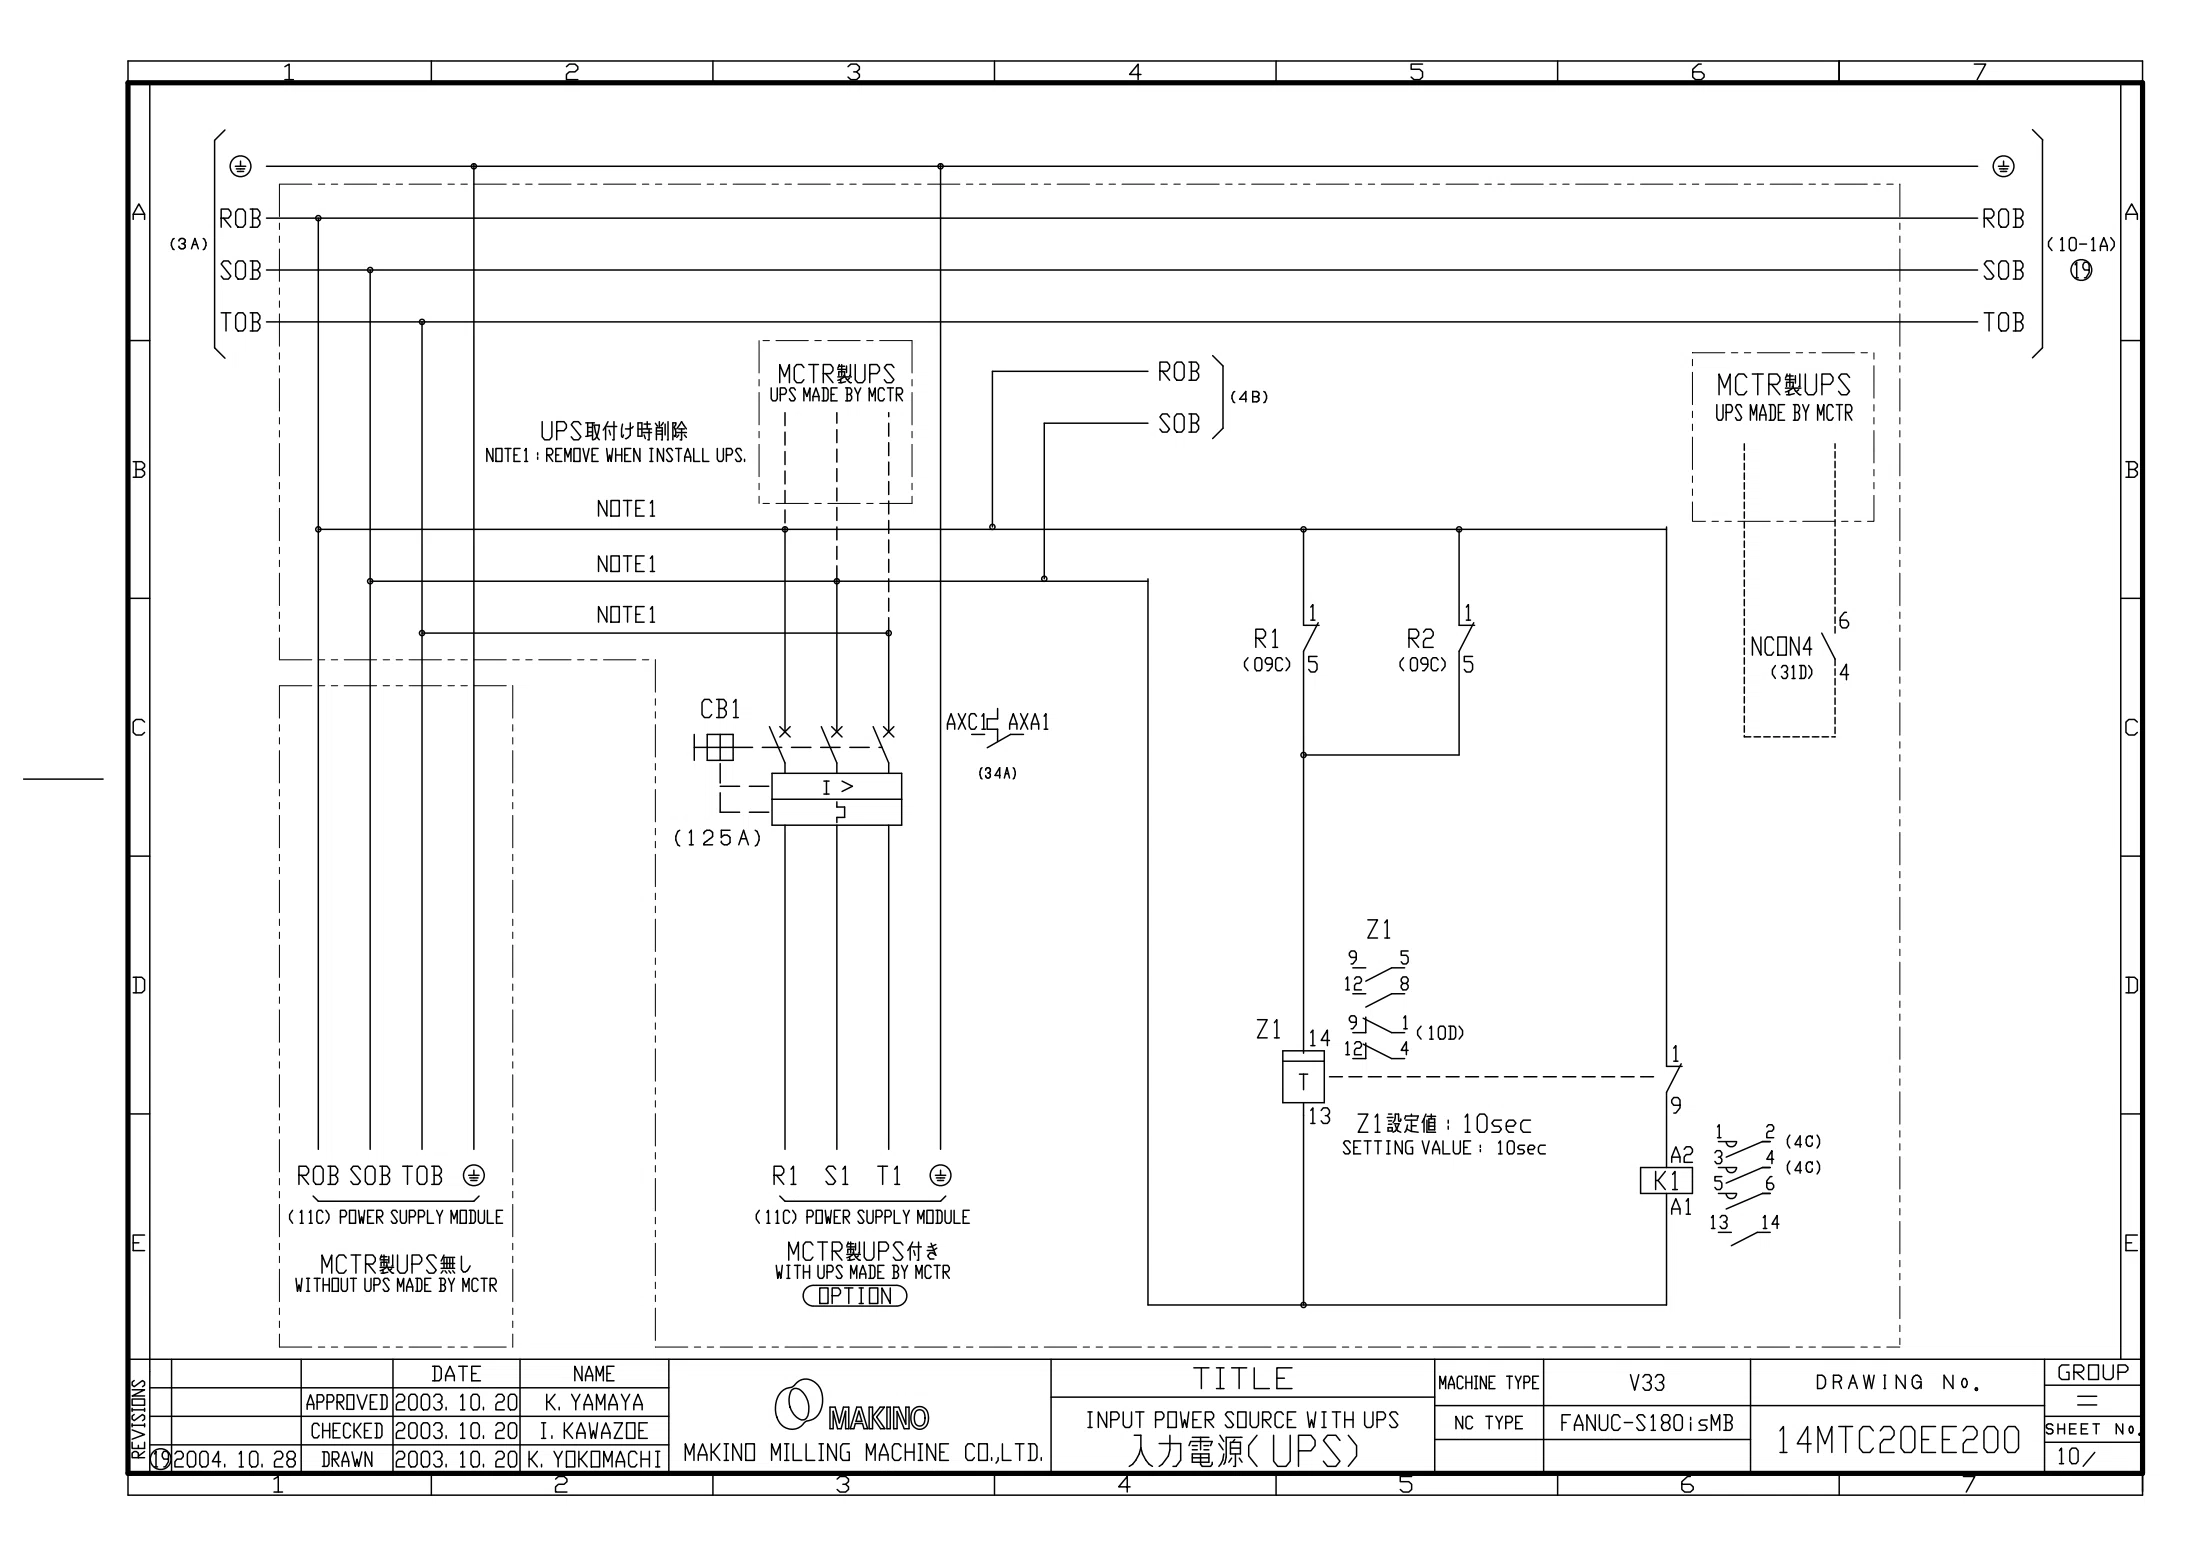 1 2 3 4 5 6 7
A A
B B
C C
D D
E E
ROB ROB
(3A) (10-1A)
SOB SOB
19
TOB TOB
MCTR製UPS
UPS MADE BY MCTR
ROB
(4B)
SOB
MCTR製UPS
UPS MADE BY MCTR
UPS取付け時削除
NOTE1 : REMOVE WHEN INSTALL UPS.
NOTE1
NOTE1
NOTE1
1
R1
(09C) 5
1
R2
(09C) 5
6
NCON4
(31D) 4
CB1
AXC1 AXA1
(34A)
I >
(125A)
Z1
9 5
12 8
9 1 (10D)
12 4
Z1 14
T
13
1
9
Z1設定値 : 10sec
SETTING VALUE : 10sec
A2
K1
A1
1 2 (4C)
3 4 (4C)
5 6
13 14
ROB SOB TOB
(11C) POWER SUPPLY MODULE
MCTR製UPS無し
WITHOUT UPS MADE BY MCTR
R1 S1 T1
(11C) POWER SUPPLY MODULE
MCTR製UPS付き
WITH UPS MADE BY MCTR
OPTION
REVISIONS
DATE NAME
APPROVED 2003. 10. 20 K. YAMAYA
CHECKED 2003. 10. 20 I. KAWAZOE
19 2004. 10. 28 DRAWN 2003. 10. 20 K. YOKOMACHI
MAKINO
MAKINO MILLING MACHINE CO.,LTD.
TITLE
INPUT POWER SOURCE WITH UPS
入力電源(UPS)
MACHINE TYPE V33
NC TYPE FANUC-S180isMB
DRAWING No.
14MTC20EE200
GROUP
=
SHEET No.
10/
1 2 3 4 5 6 7